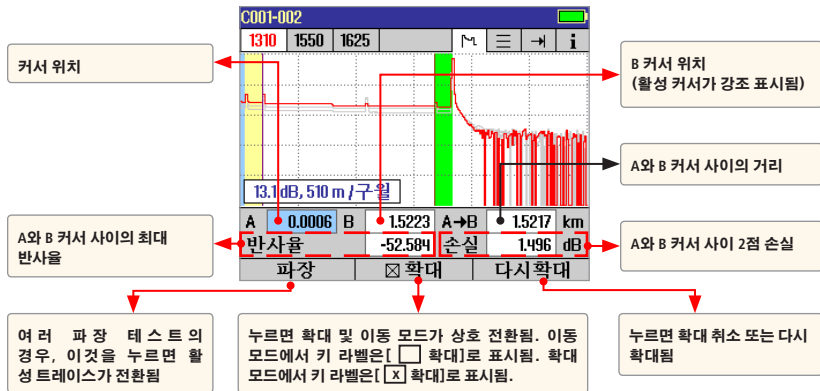 C001-002
1310 1550 1625 i
커서 위치
B 커서 위치
(활성 커서가 강조 표시됨)
A와 B 커서 사이의 거리
13.1 dB, 510 m /구월
A 0.0006 B 1.5223 A→B 1.5217 km
반사율 -52.584 손실 1.496 dB
A와 B 커서 사이의 최대
반사율
A와 B 커서 사이 2점 손실
파장 ☒ 확대 다시확대
여러 파장 테스트의
경우, 이것을 누르면 활
성 트레이스가 전환됨
누르면 확대 및 이동 모드가 상호 전환됨. 이동
모드에서 키 라벨은[ ☐ 확대]로 표시됨. 확대
모드에서 키 라벨은[ X 확대]로 표시됨.
누르면 확대 취소 또는 다시
확대됨